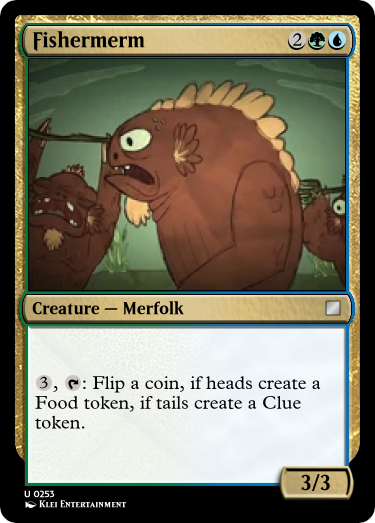 Fishermerm 2
Creature — Merfolk
3, : Flip a coin, if heads create a
Food token, if tails create a Clue
token.
3/3
U 0253
KLEI ENTERTAINMENT